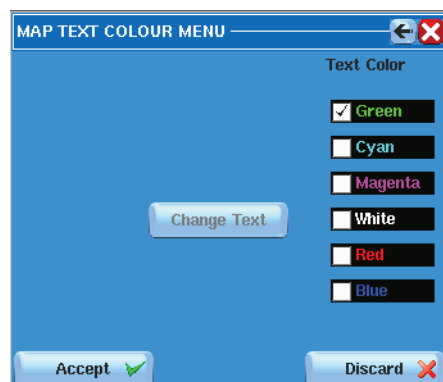 MAP TEXT COLOUR MENU
Text Color
Green
Cyan
Magenta
Change Text
White
Red
Blue
Accept
Discard